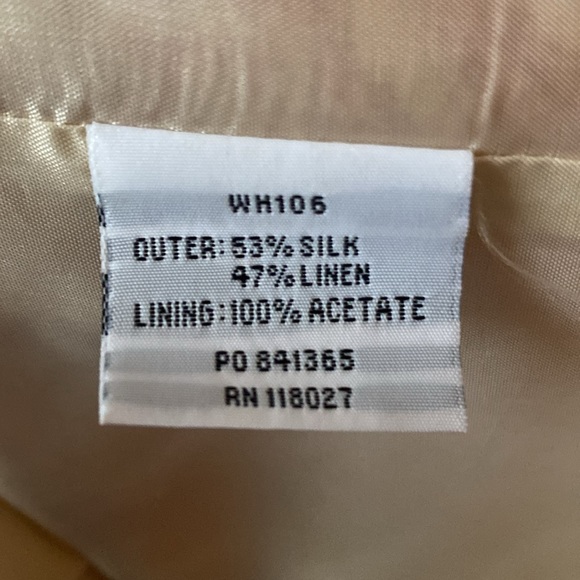 WH106
OUTER: 53% SILK
47% LINEN
LINING: 100% ACETATE
PO 841365
RN 118027